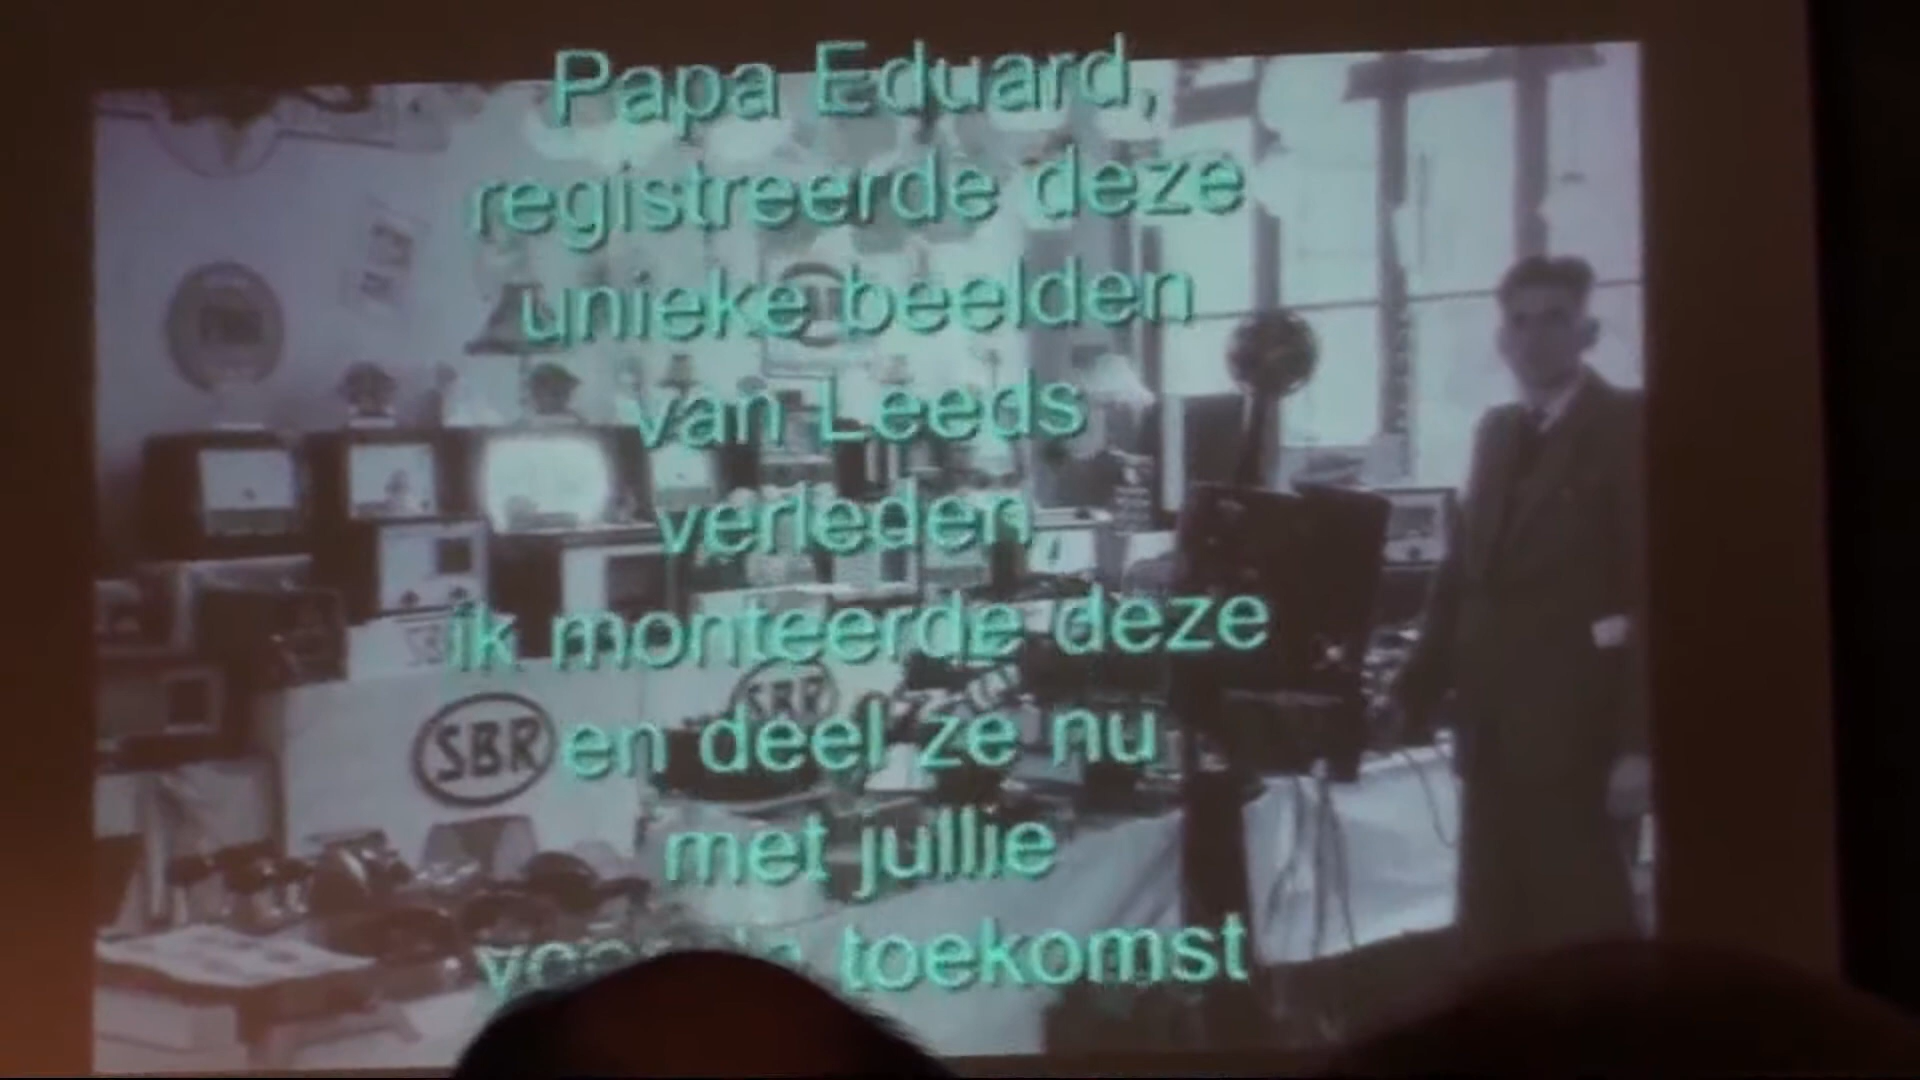 Papa Eduard,
registreerde deze
unieke beelden
van Leeds
verleden,
ik monteerde deze
SBR
SBR
en deel ze nu
met jullie
toekomst